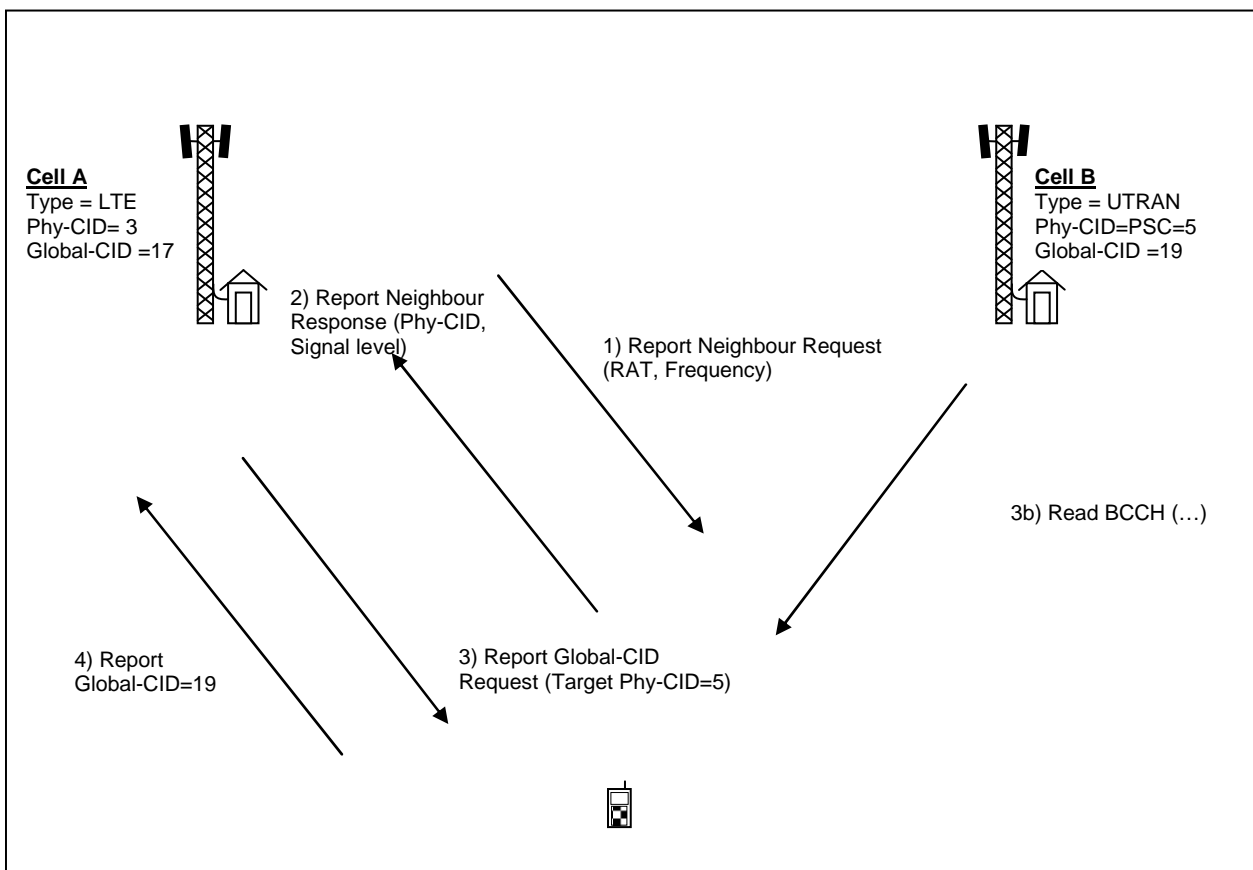 Cell A
Type = LTE
Phy-CID= 3
Global-CID =17
Cell B
Type = UTRAN
Phy-CID=PSC=5
Global-CID =19
2) Report Neighbour
Response (Phy-CID,
Signal level)
1) Report Neighbour Request
(RAT, Frequency)
3b) Read BCCH (…)
4) Report
Global-CID=19
3) Report Global-CID
Request (Target Phy-CID=5)